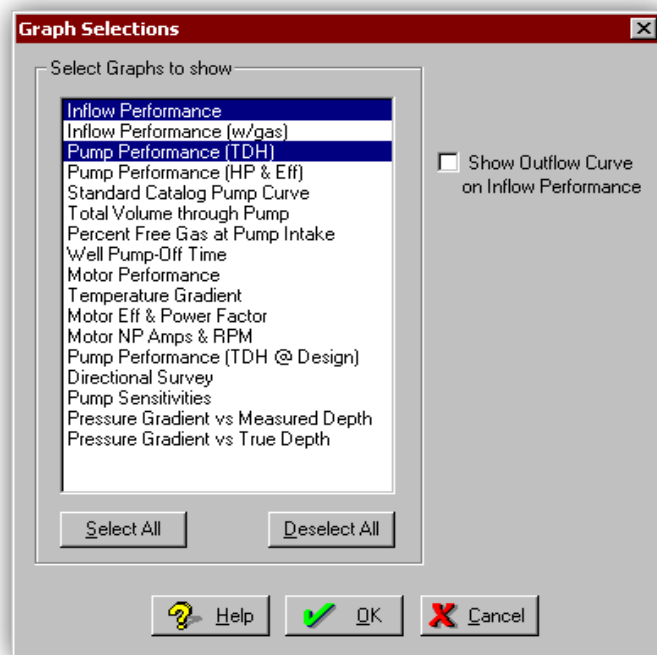 Graph Selections
Select Graphs to show
Inflow Performance
Inflow Performance (w/gas)
Pump Performance (TDH)
Pump Performance (HP & Eff)
Standard Catalog Pump Curve
Total Volume through Pump
Percent Free Gas at Pump Intake
Well Pump-Off Time
Motor Performance
Temperature Gradient
Motor Eff & Power Factor
Motor NP Amps & RPM
Pump Performance (TDH @ Design)
Directional Survey
Pump Sensitivities
Pressure Gradient vs Measured Depth
Pressure Gradient vs True Depth
Show Outflow Curve
on Inflow Performance
Select All
Deselect All
Help
OK
Cancel